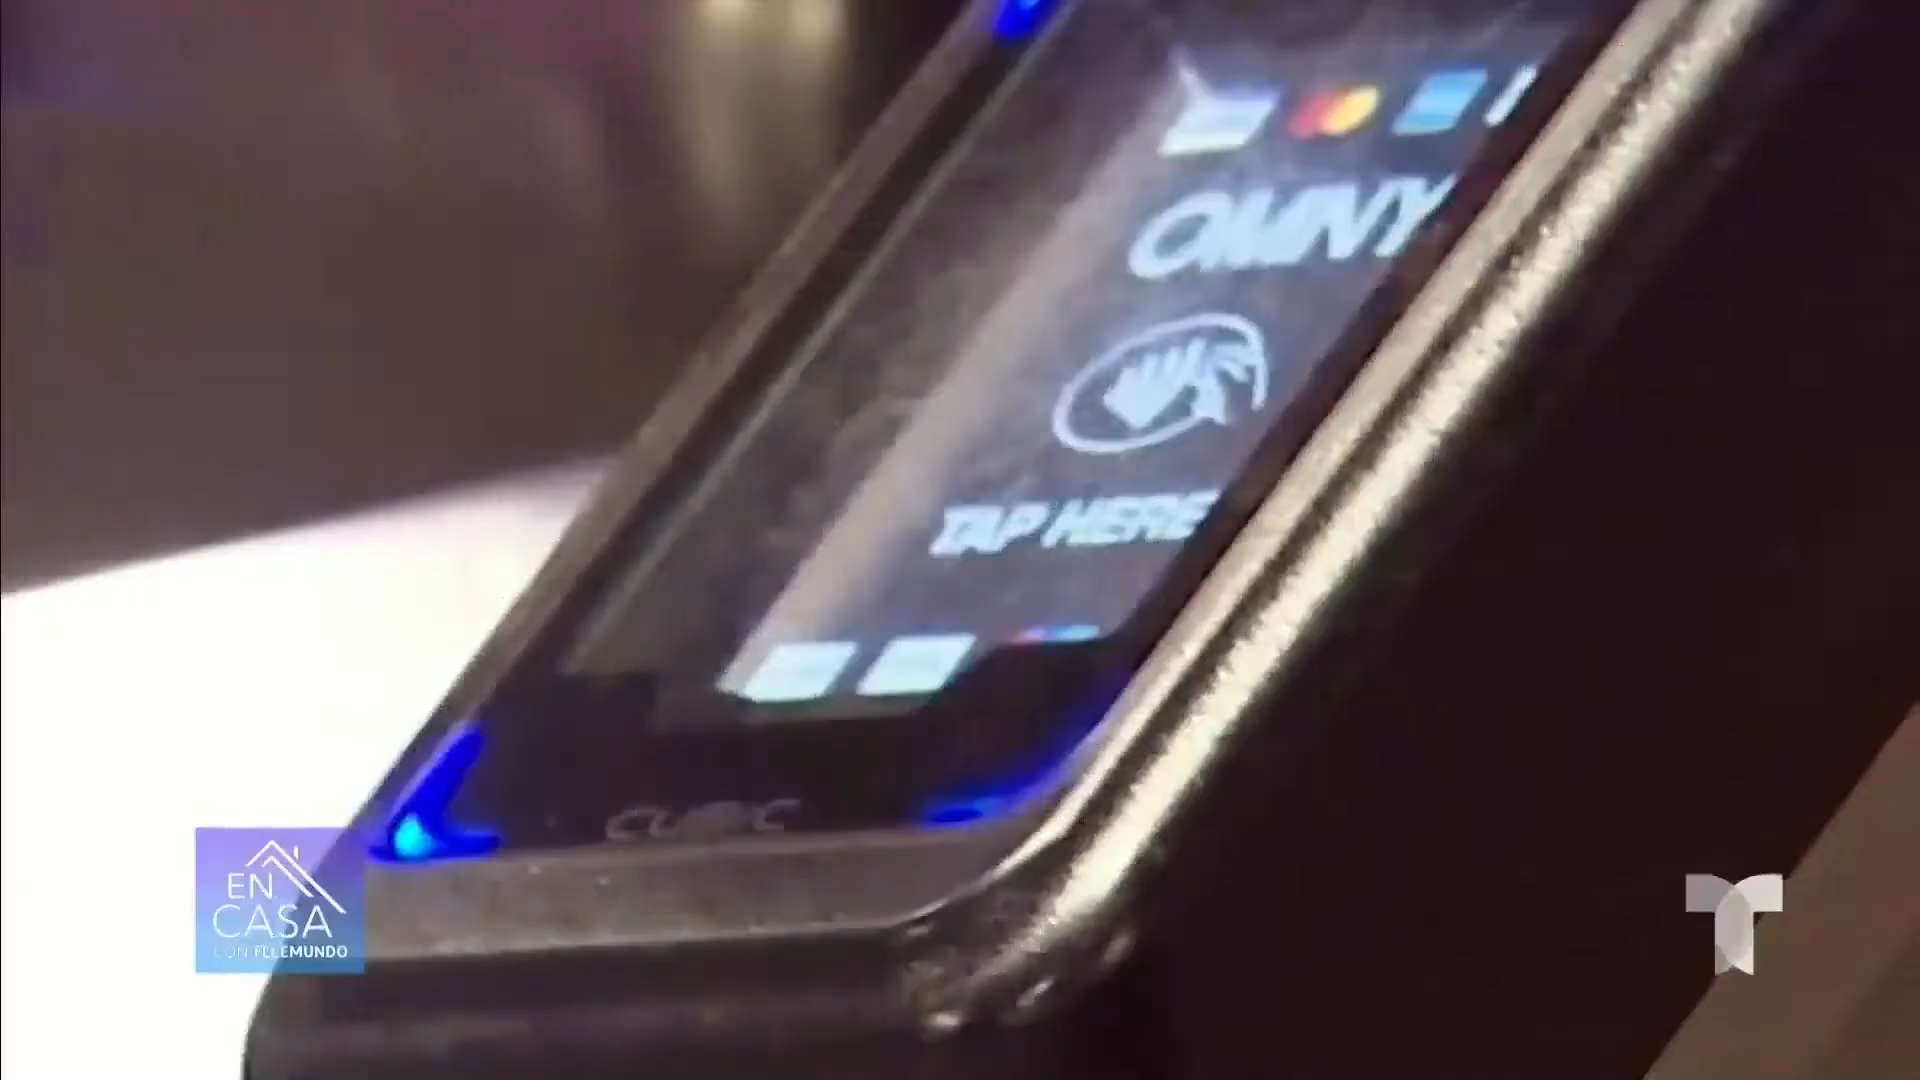 OMNY
TAP HERE
CUBIC
EN
CASA
CON TELEMUNDO